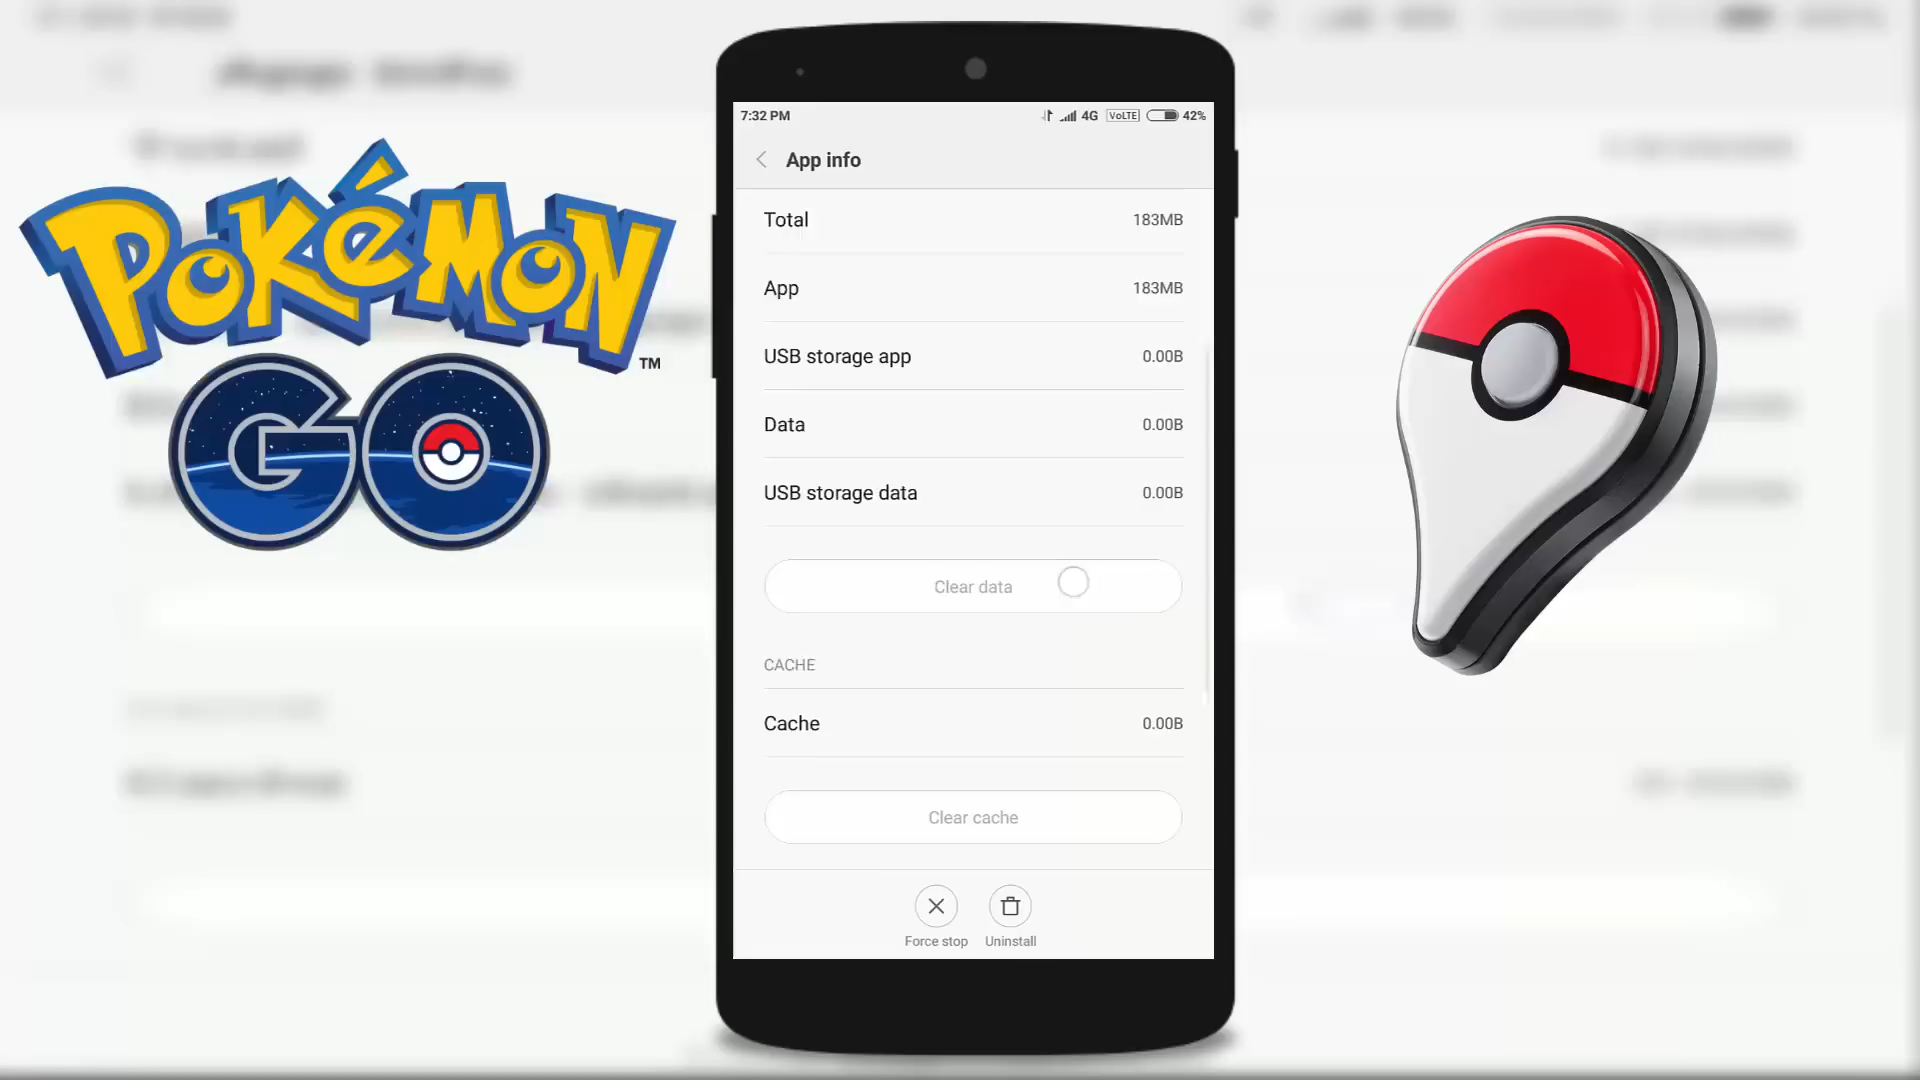 POKéMON
TM
GO
7:32 PM
4G VoLTE 42%
App info
Total 183MB
App 183MB
USB storage app 0.00B
Data 0.00B
USB storage data 0.00B
Clear data
CACHE
Cache 0.00B
Clear cache
Force stop Uninstall